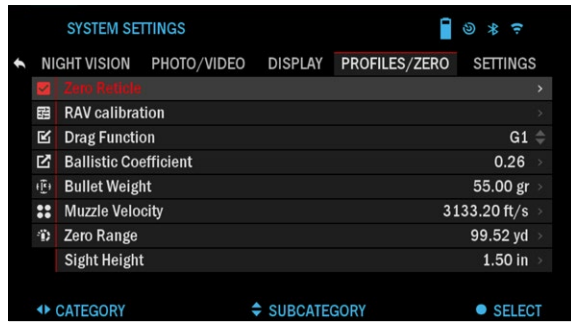 SYSTEM SETTINGS
NIGHT VISION PHOTO/VIDEO DISPLAY PROFILES/ZERO SETTINGS
Zero Reticle
RAV calibration
Drag Function G1
Ballistic Coefficient 0.26
Bullet Weight 55.00 gr
Muzzle Velocity 3133.20 ft/s
Zero Range 99.52 yd
Sight Height 1.50 in
CATEGORY SUBCATEGORY SELECT